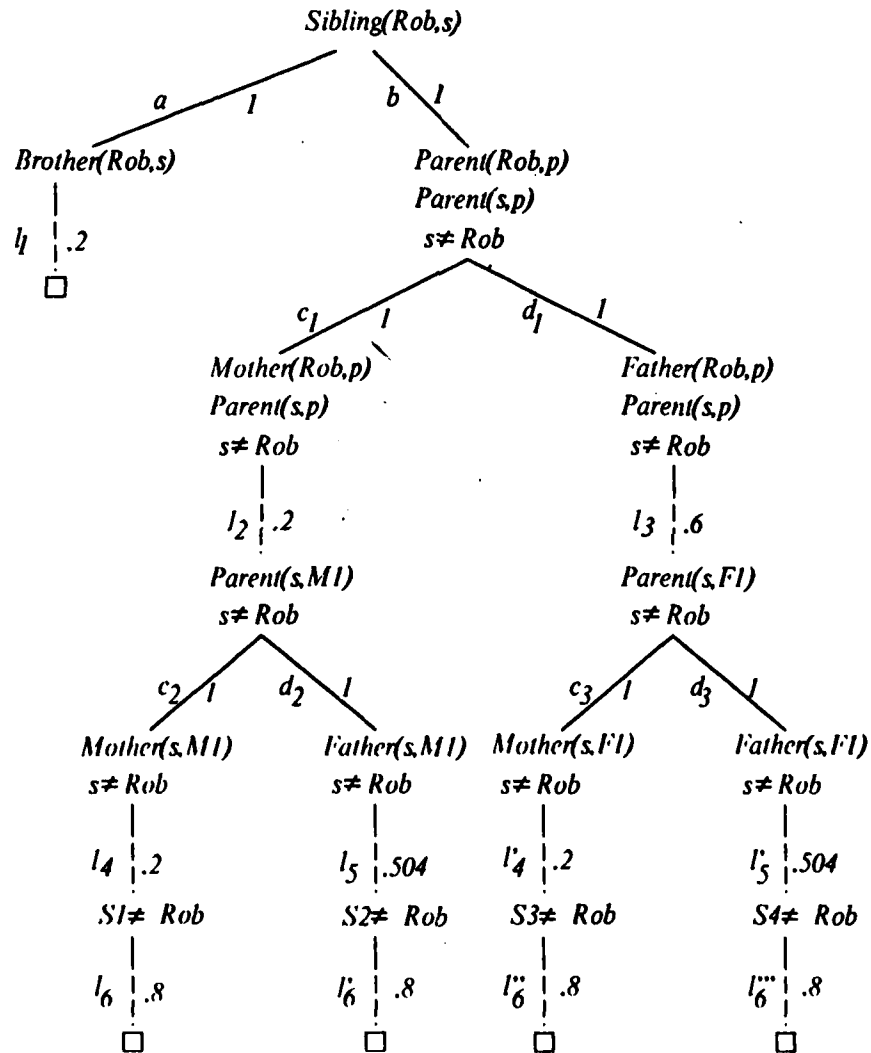 Sibling(Rob,s)
a 1 b 1
Brother(Rob,s) Parent(Rob,p)
Parent(s,p)
s≠ Rob
l1 .2
c1 1 d1 1
Mother(Rob,p) Father(Rob,p)
Parent(s,p) Parent(s,p)
s≠ Rob s≠ Rob
l2 .2 l3 .6
Parent(s,M1) Parent(s,F1)
s≠ Rob s≠ Rob
c2 1 d2 1 c3 1 d3 1
Mother(s,M1) Father(s,M1) Mother(s,F1) Father(s,F1)
s≠ Rob s≠ Rob s≠ Rob s≠ Rob
l4 .2 l5 .504 l'4 .2 l'5 .504
S1≠ Rob S2≠ Rob S3≠ Rob S4≠ Rob
l6 .8 l'6 .8 l''6 .8 l'''6 .8